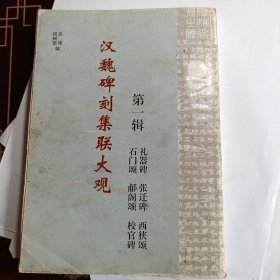 汉魏碑刻集联大观
第一辑
礼器碑 张迁碑 西狭颂
石门颂 郙阁颂 校官碑